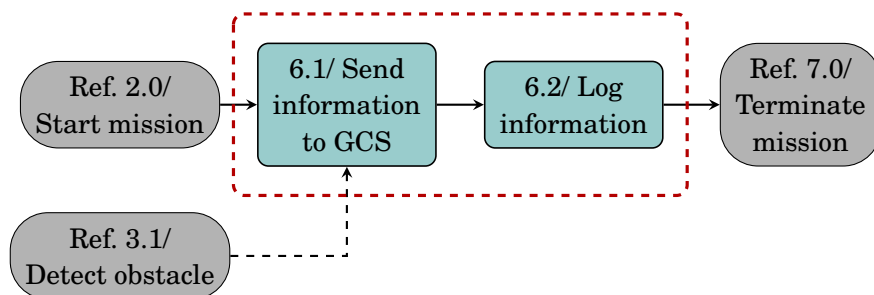 Ref. 2.0/
Start mission
6.1/ Send
information
to GCS
6.2/ Log
information
Ref. 7.0/
Terminate
mission
Ref. 3.1/
Detect obstacle